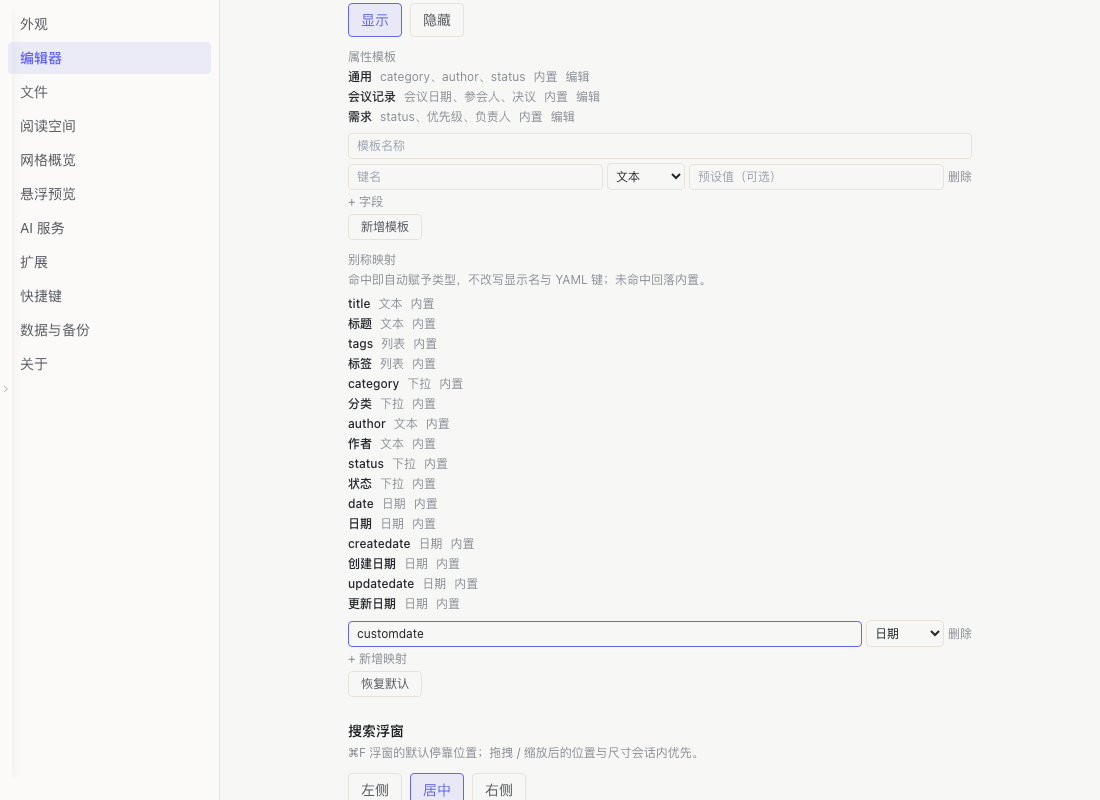 外观
编辑器
文件
阅读空间
网格概览
悬浮预览
AI 服务
扩展
快捷键
数据与备份
关于
显示 隐藏
属性模板
通用 category、author、status 内置 编辑
会议记录 会议日期、参会人、决议 内置 编辑
需求 status、优先级、负责人 内置 编辑
模板名称
键名 文本 预设值（可选） 删除
+ 字段
新增模板
别称映射
命中即自动赋予类型，不改写显示名与 YAML 键；未命中回落内置。
title 文本 内置
标题 文本 内置
tags 列表 内置
标签 列表 内置
category 下拉 内置
分类 下拉 内置
author 文本 内置
作者 文本 内置
status 下拉 内置
状态 下拉 内置
date 日期 内置
日期 日期 内置
createdate 日期 内置
创建日期 日期 内置
updatedate 日期 内置
更新日期 日期 内置
customdate 日期 删除
+ 新增映射
恢复默认
搜索浮窗
⌘F 浮窗的默认停靠位置；拖拽 / 缩放后的位置与尺寸会话内优先。
左侧 居中 右侧